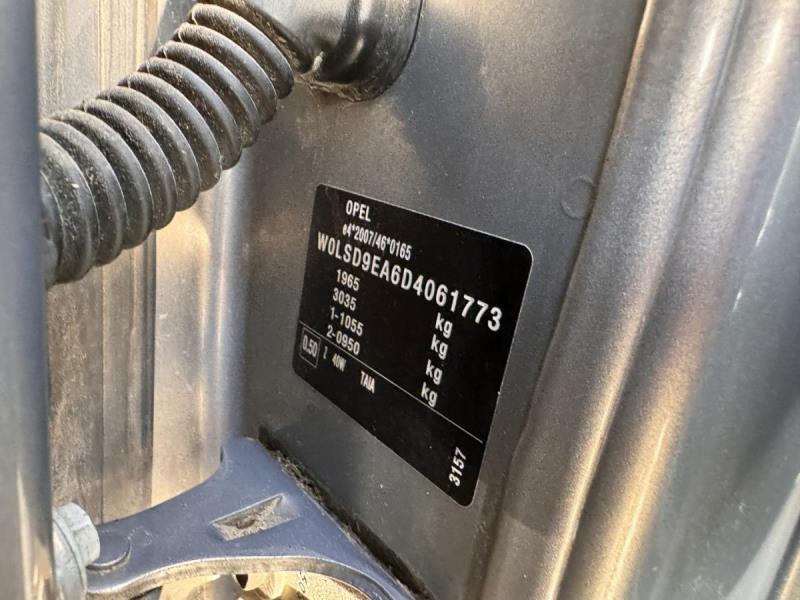 OPEL
e4*2007/46*0165
W0LSD9EA6D4061773
1965 kg
3035 kg
1-1055 kg
2-0950 kg
0.50 Z 40W TAIA
3157